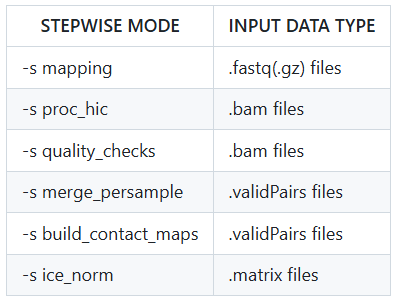 STEPWISE MODE INPUT DATA TYPE
-s mapping .fastq(.gz) files
-s proc_hic .bam files
-s quality_checks .bam files
-s merge_persample .validPairs files
-s build_contact_maps .validPairs files
-s ice_norm .matrix files